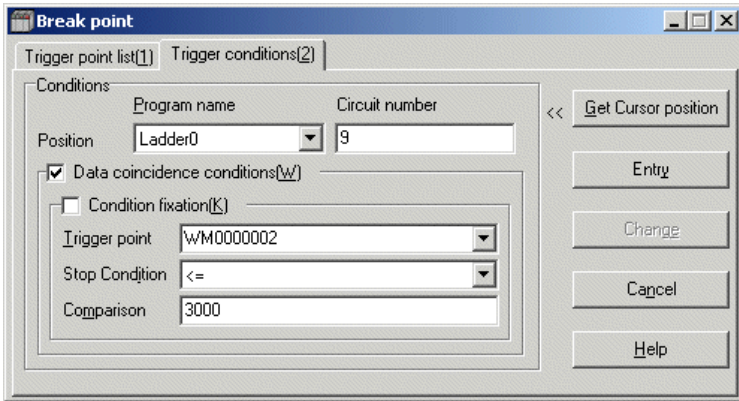 Break point
Trigger point list(1) Trigger conditions(2)
Conditions
Program name Circuit number
<< Get Cursor position
Position Ladder0 9
Data coincidence conditions(W)
Entry
Condition fixation(K)
Trigger point WM0000002
Change
Stop Condition <=
Cancel
Comparison 3000
Help